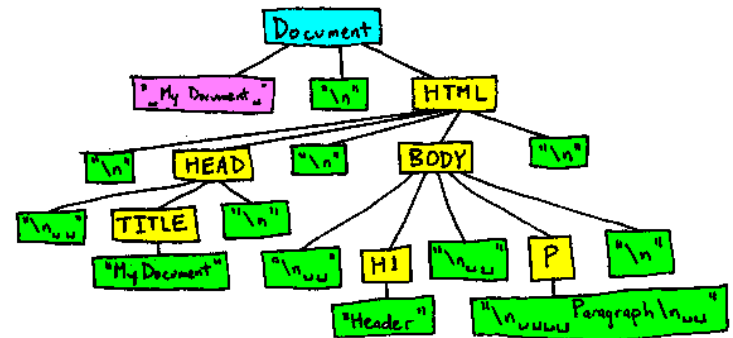 Document
"␣My Document␣"
"\n"
HTML
"\n"
HEAD
"\n"
BODY
"\n"
"\n␣␣"
TITLE
"\n"
"\n␣␣"
H1
"\n␣␣"
P
"\n"
"My Document"
"Header"
"\n␣␣␣␣Paragraph\n␣␣"